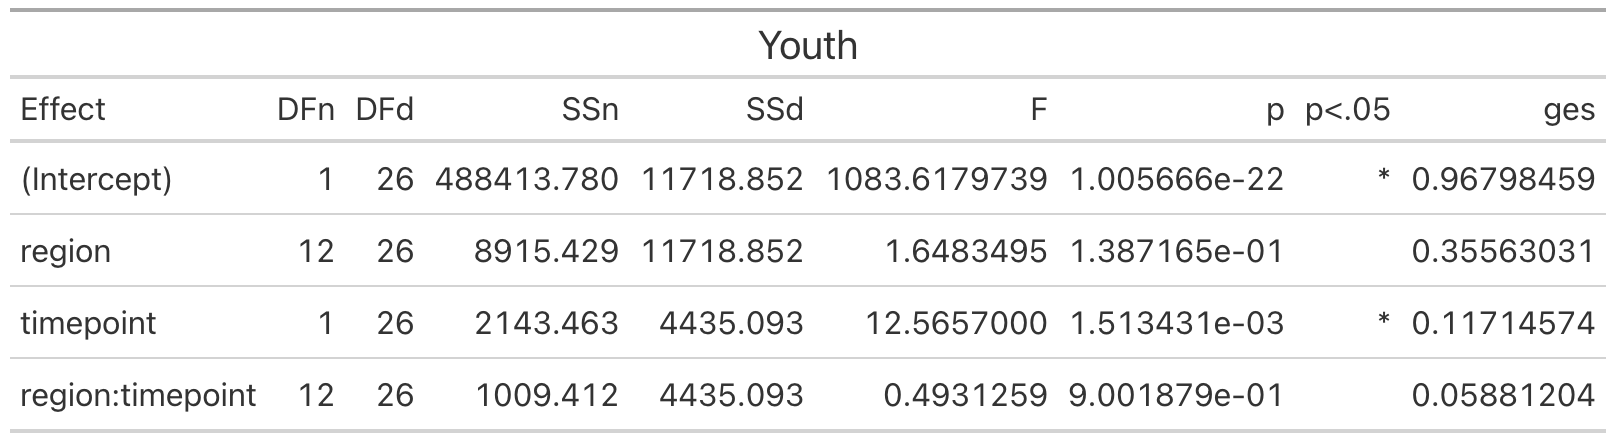 Youth
Effect DFn DFd SSn SSd F p p<.05 ges
(Intercept) 1 26 488413.780 11718.852 1083.6179739 1.005666e-22 * 0.96798459
region 12 26 8915.429 11718.852 1.6483495 1.387165e-01 0.35563031
timepoint 1 26 2143.463 4435.093 12.5657000 1.513431e-03 * 0.11714574
region:timepoint 12 26 1009.412 4435.093 0.4931259 9.001879e-01 0.05881204